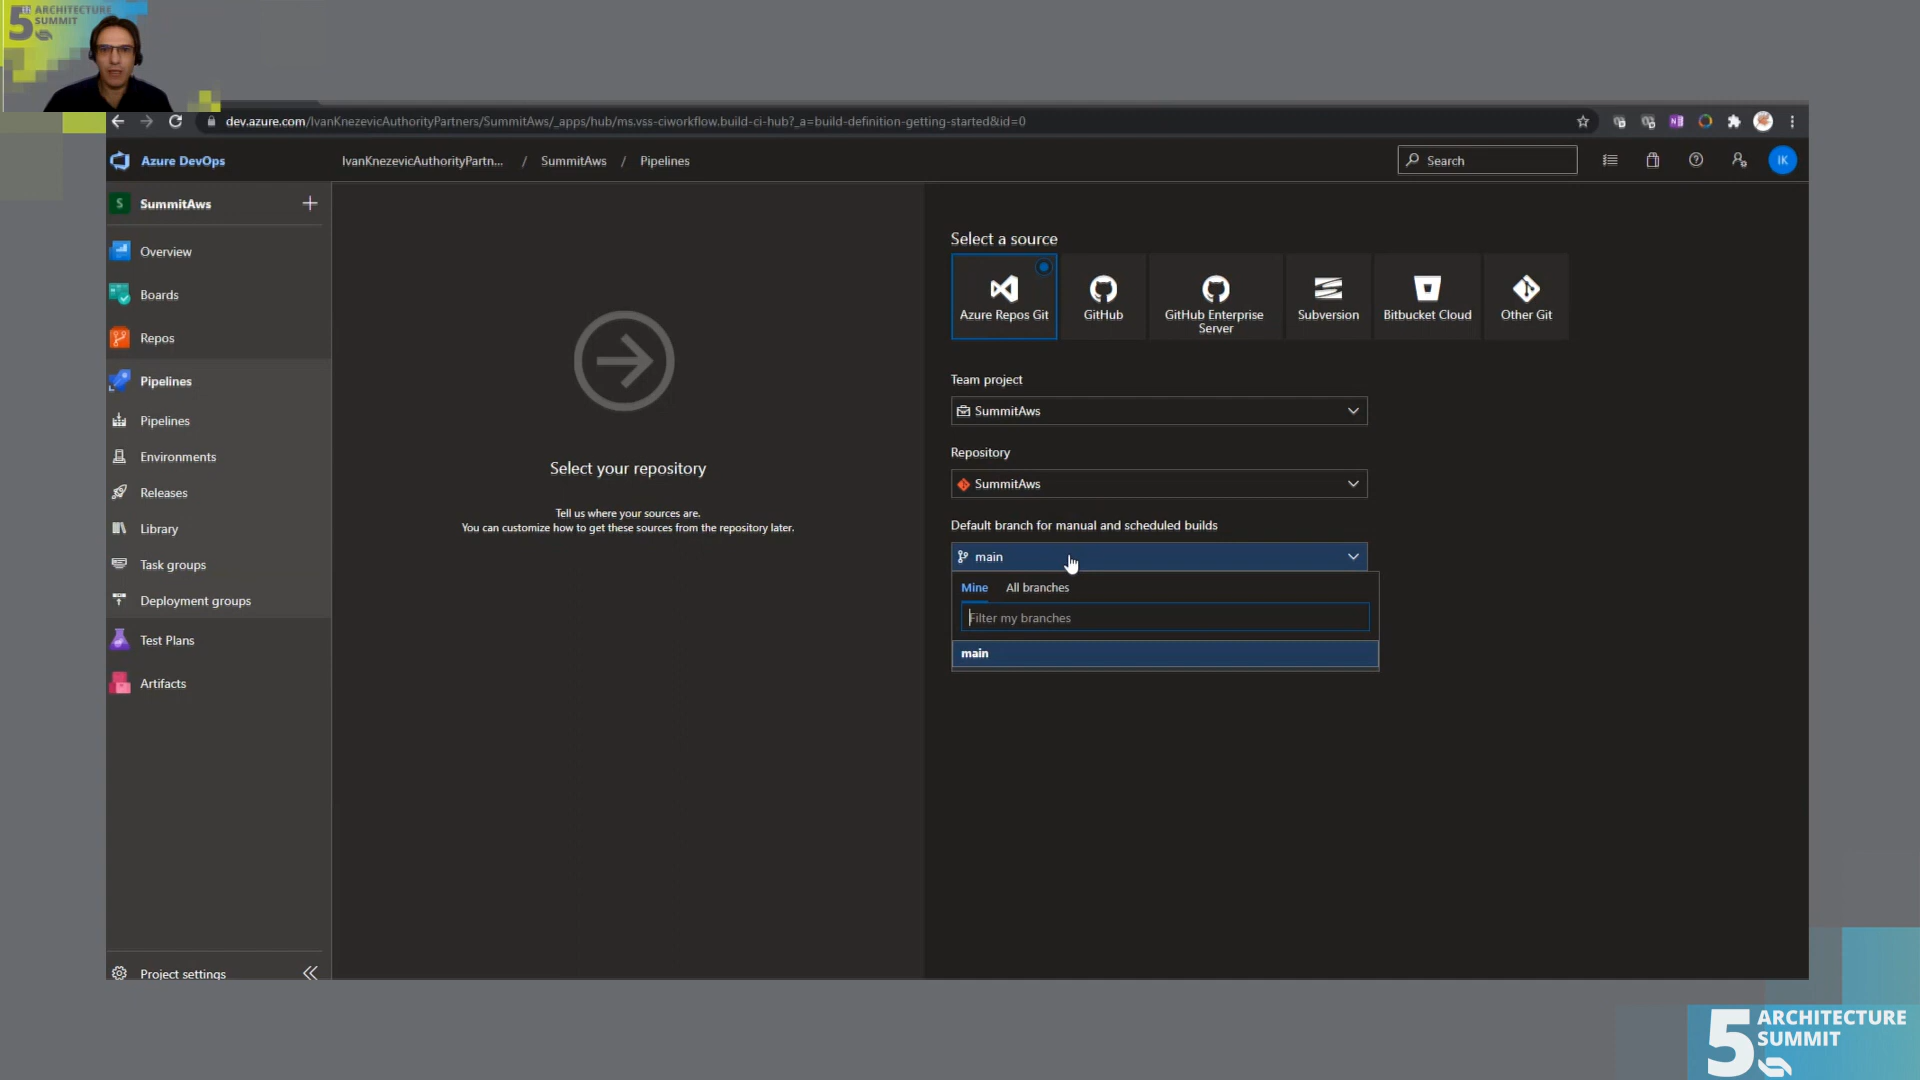 5TH ARCHITECTURE
SUMMIT
dev.azure.com/IvanKnezevicAuthorityPartners/SummitAws/_apps/hub/ms.vss-ciworkflow.build-ci-hub?_a=build-definition-getting-started&id=0
Azure DevOps
IvanKnezevicAuthorityPartn... / SummitAws / Pipelines
Search
IK
S SummitAws
Overview
Boards
Repos
Pipelines
Pipelines
Environments
Releases
Library
Task groups
Deployment groups
Test Plans
Artifacts
Project settings
Select your repository
Tell us where your sources are.
You can customize how to get these sources from the repository later.
Select a source
Azure Repos Git
GitHub
GitHub Enterprise
Server
Subversion
Bitbucket Cloud
Other Git
Team project
SummitAws
Repository
SummitAws
Default branch for manual and scheduled builds
main
Mine All branches
Filter my branches
main
5 ARCHITECTURE
SUMMIT